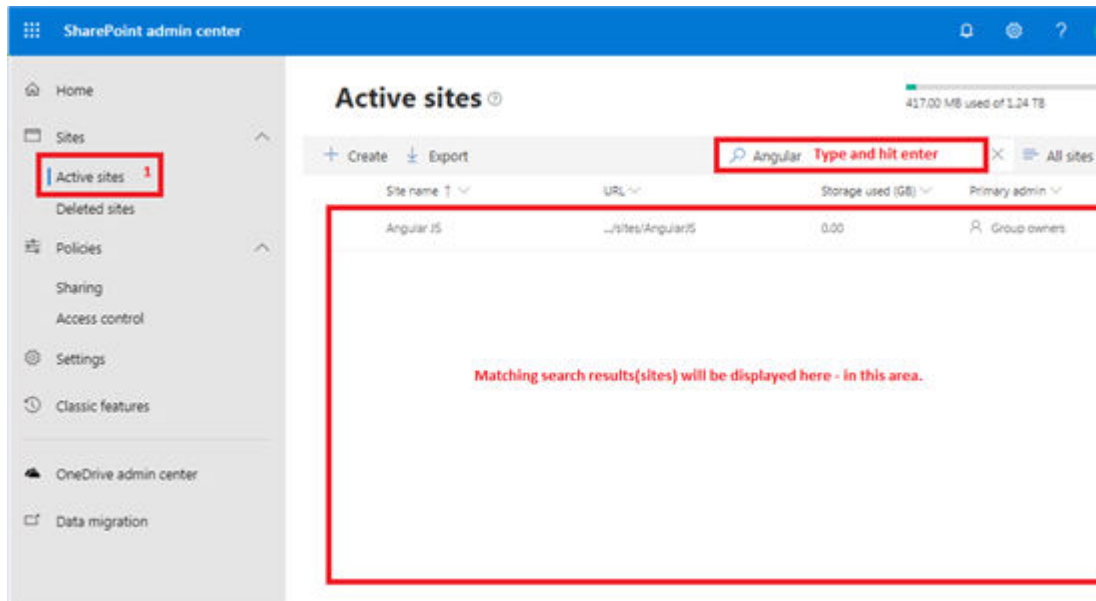 SharePoint admin center
?
Home
Sites
Active sites 1
Deleted sites
Policies
Sharing
Access control
Settings
Classic features
OneDrive admin center
Data migration
Active sites ?
417.00 MB used of 1.24 TB
+ Create Export
Angular Type and hit enter × All sites
Site name ↑ URL Storage used (GB) Primary admin
Angular JS .../sites/AngularJS 0.00 Group owners
Matching search results(sites) will be displayed here - in this area.